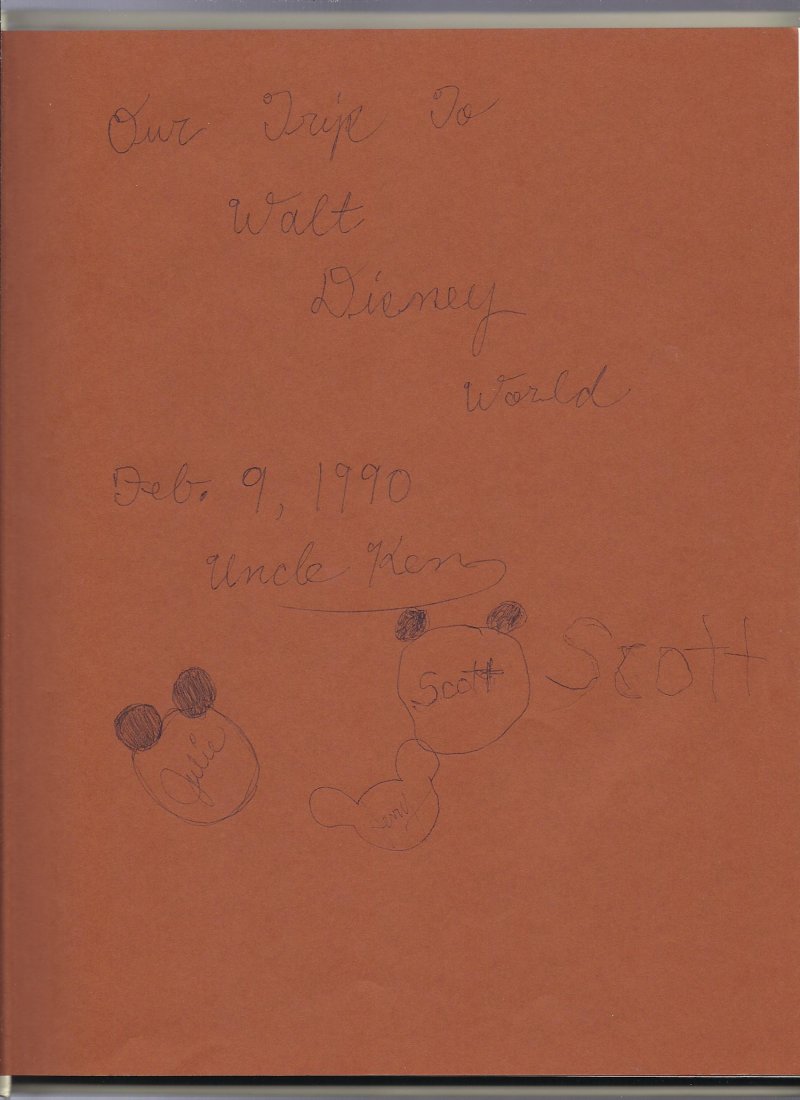 Our Trip To
Walt
Disney
World
Feb. 9, 1990
Uncle Ken
Scott
Scott
Julie